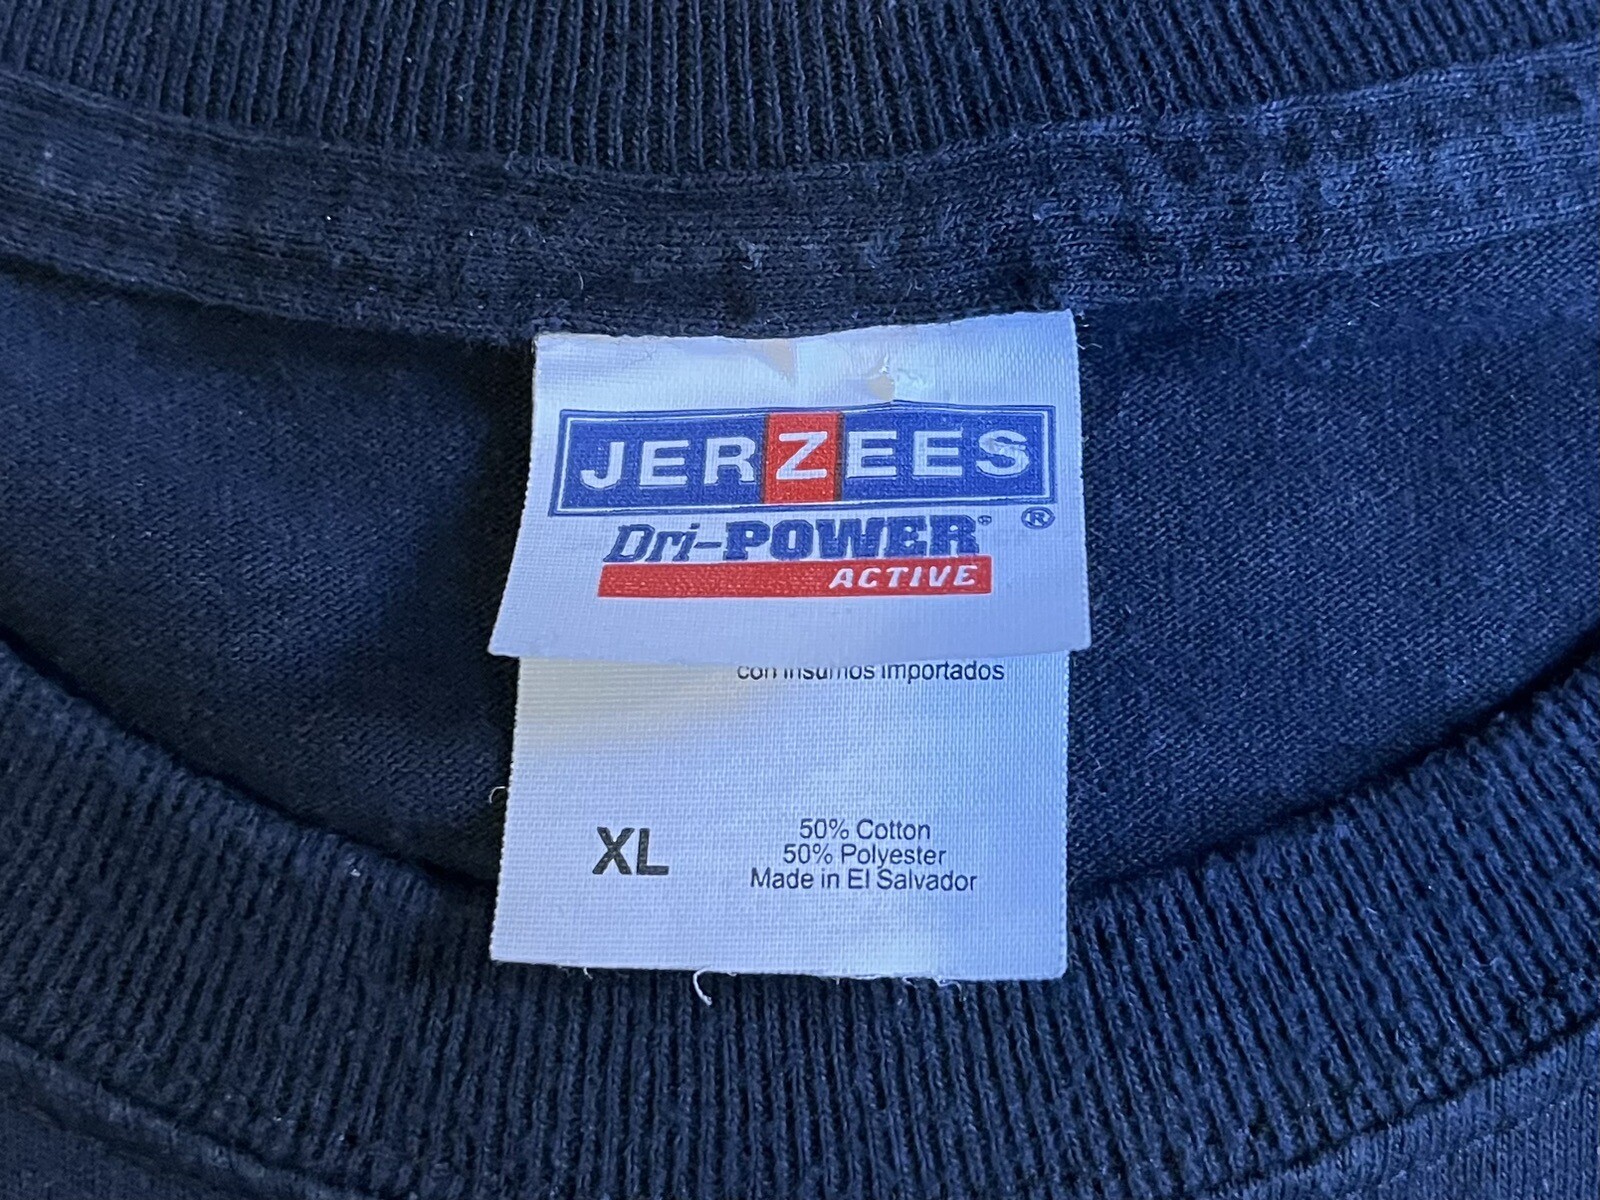 JERZEES
®
Dri-POWER
ACTIVE
con insumos importados
XL
50% Cotton
50% Polyester
Made in El Salvador